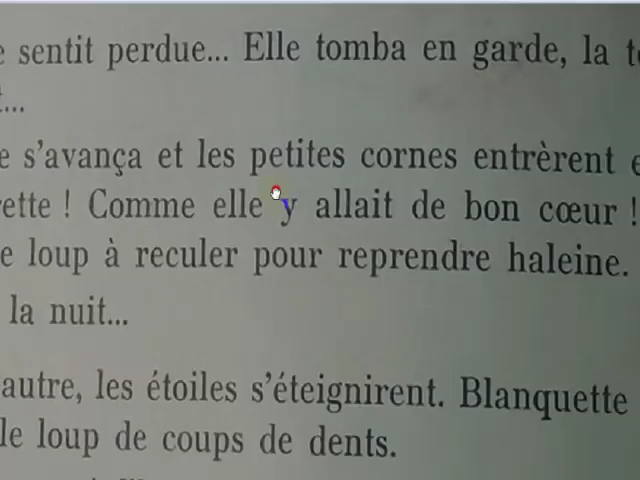 sentit perdue... Elle tomba en garde, la
...
s'avança et les petites cornes entrèrent
ette ! Comme elle y allait de bon cœur !
e loup à reculer pour reprendre haleine.
la nuit...
autre, les étoiles s'éteignirent. Blanquette
le loup de coups de dents.